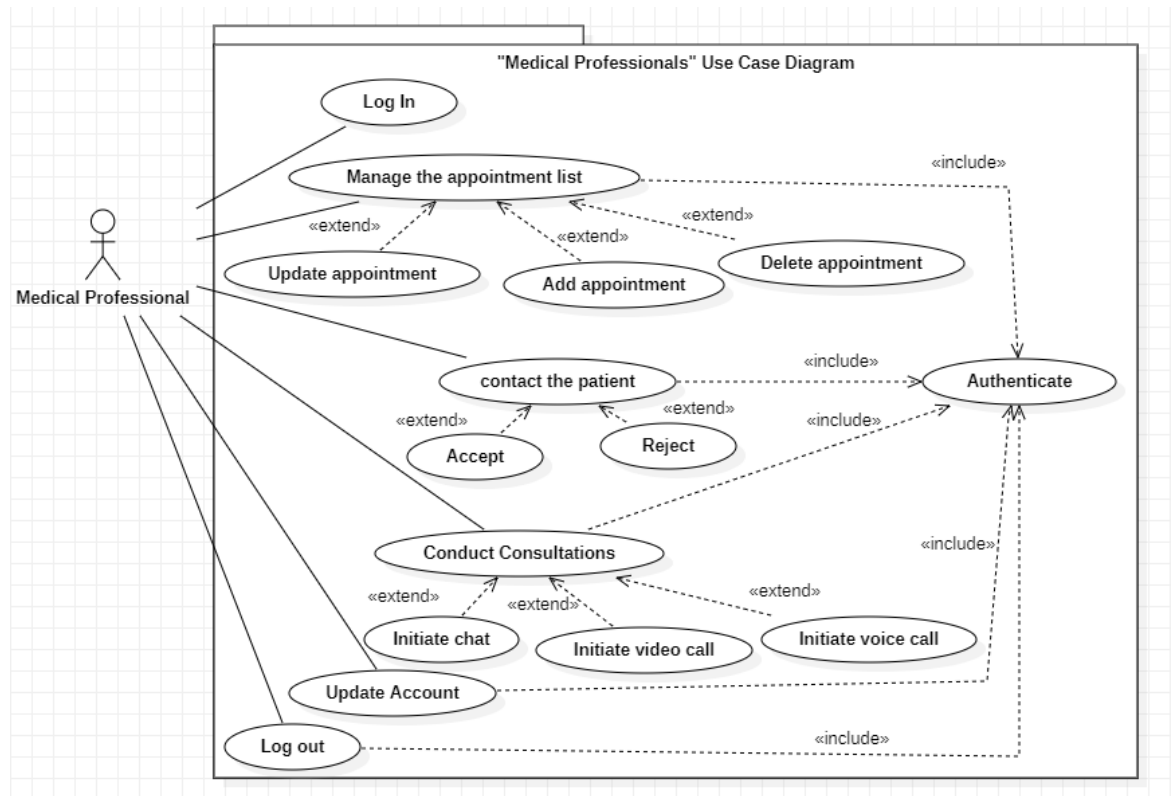 "Medical Professionals" Use Case Diagram
Log In
«include»
Manage the appointment list
«extend»
«extend»
«extend»
Update appointment
Add appointment
Delete appointment
Medical Professional
«include»
contact the patient
Authenticate
«extend»
«extend»
«include»
Accept
Reject
Conduct Consultations
«include»
«extend»
«extend»
«extend»
Initiate chat
Initiate video call
Initiate voice call
Update Account
Log out
«include»